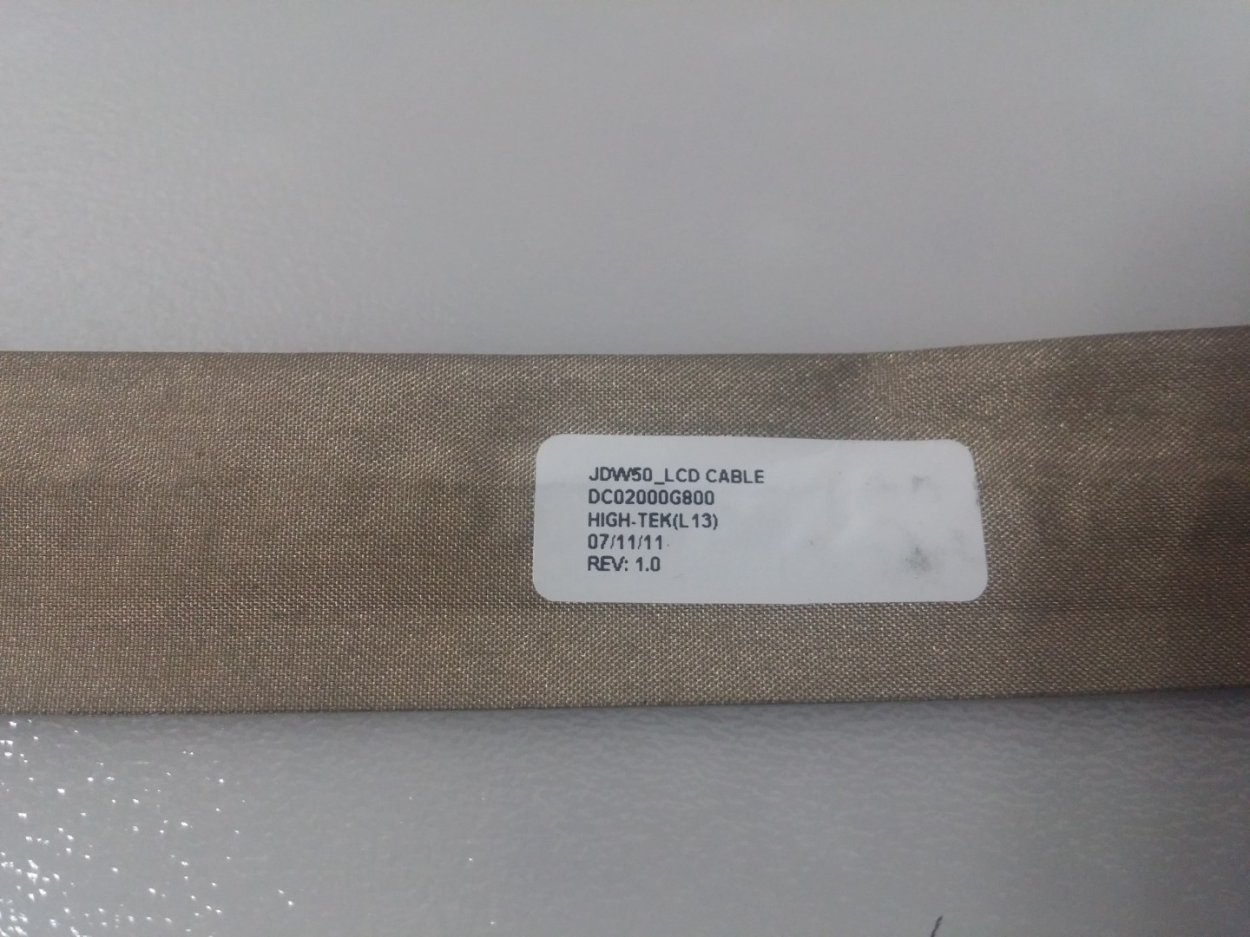 JDW50_LCD CABLE
DC02000G800
HIGH-TEK(L13)
07/11/11
REV: 1.0